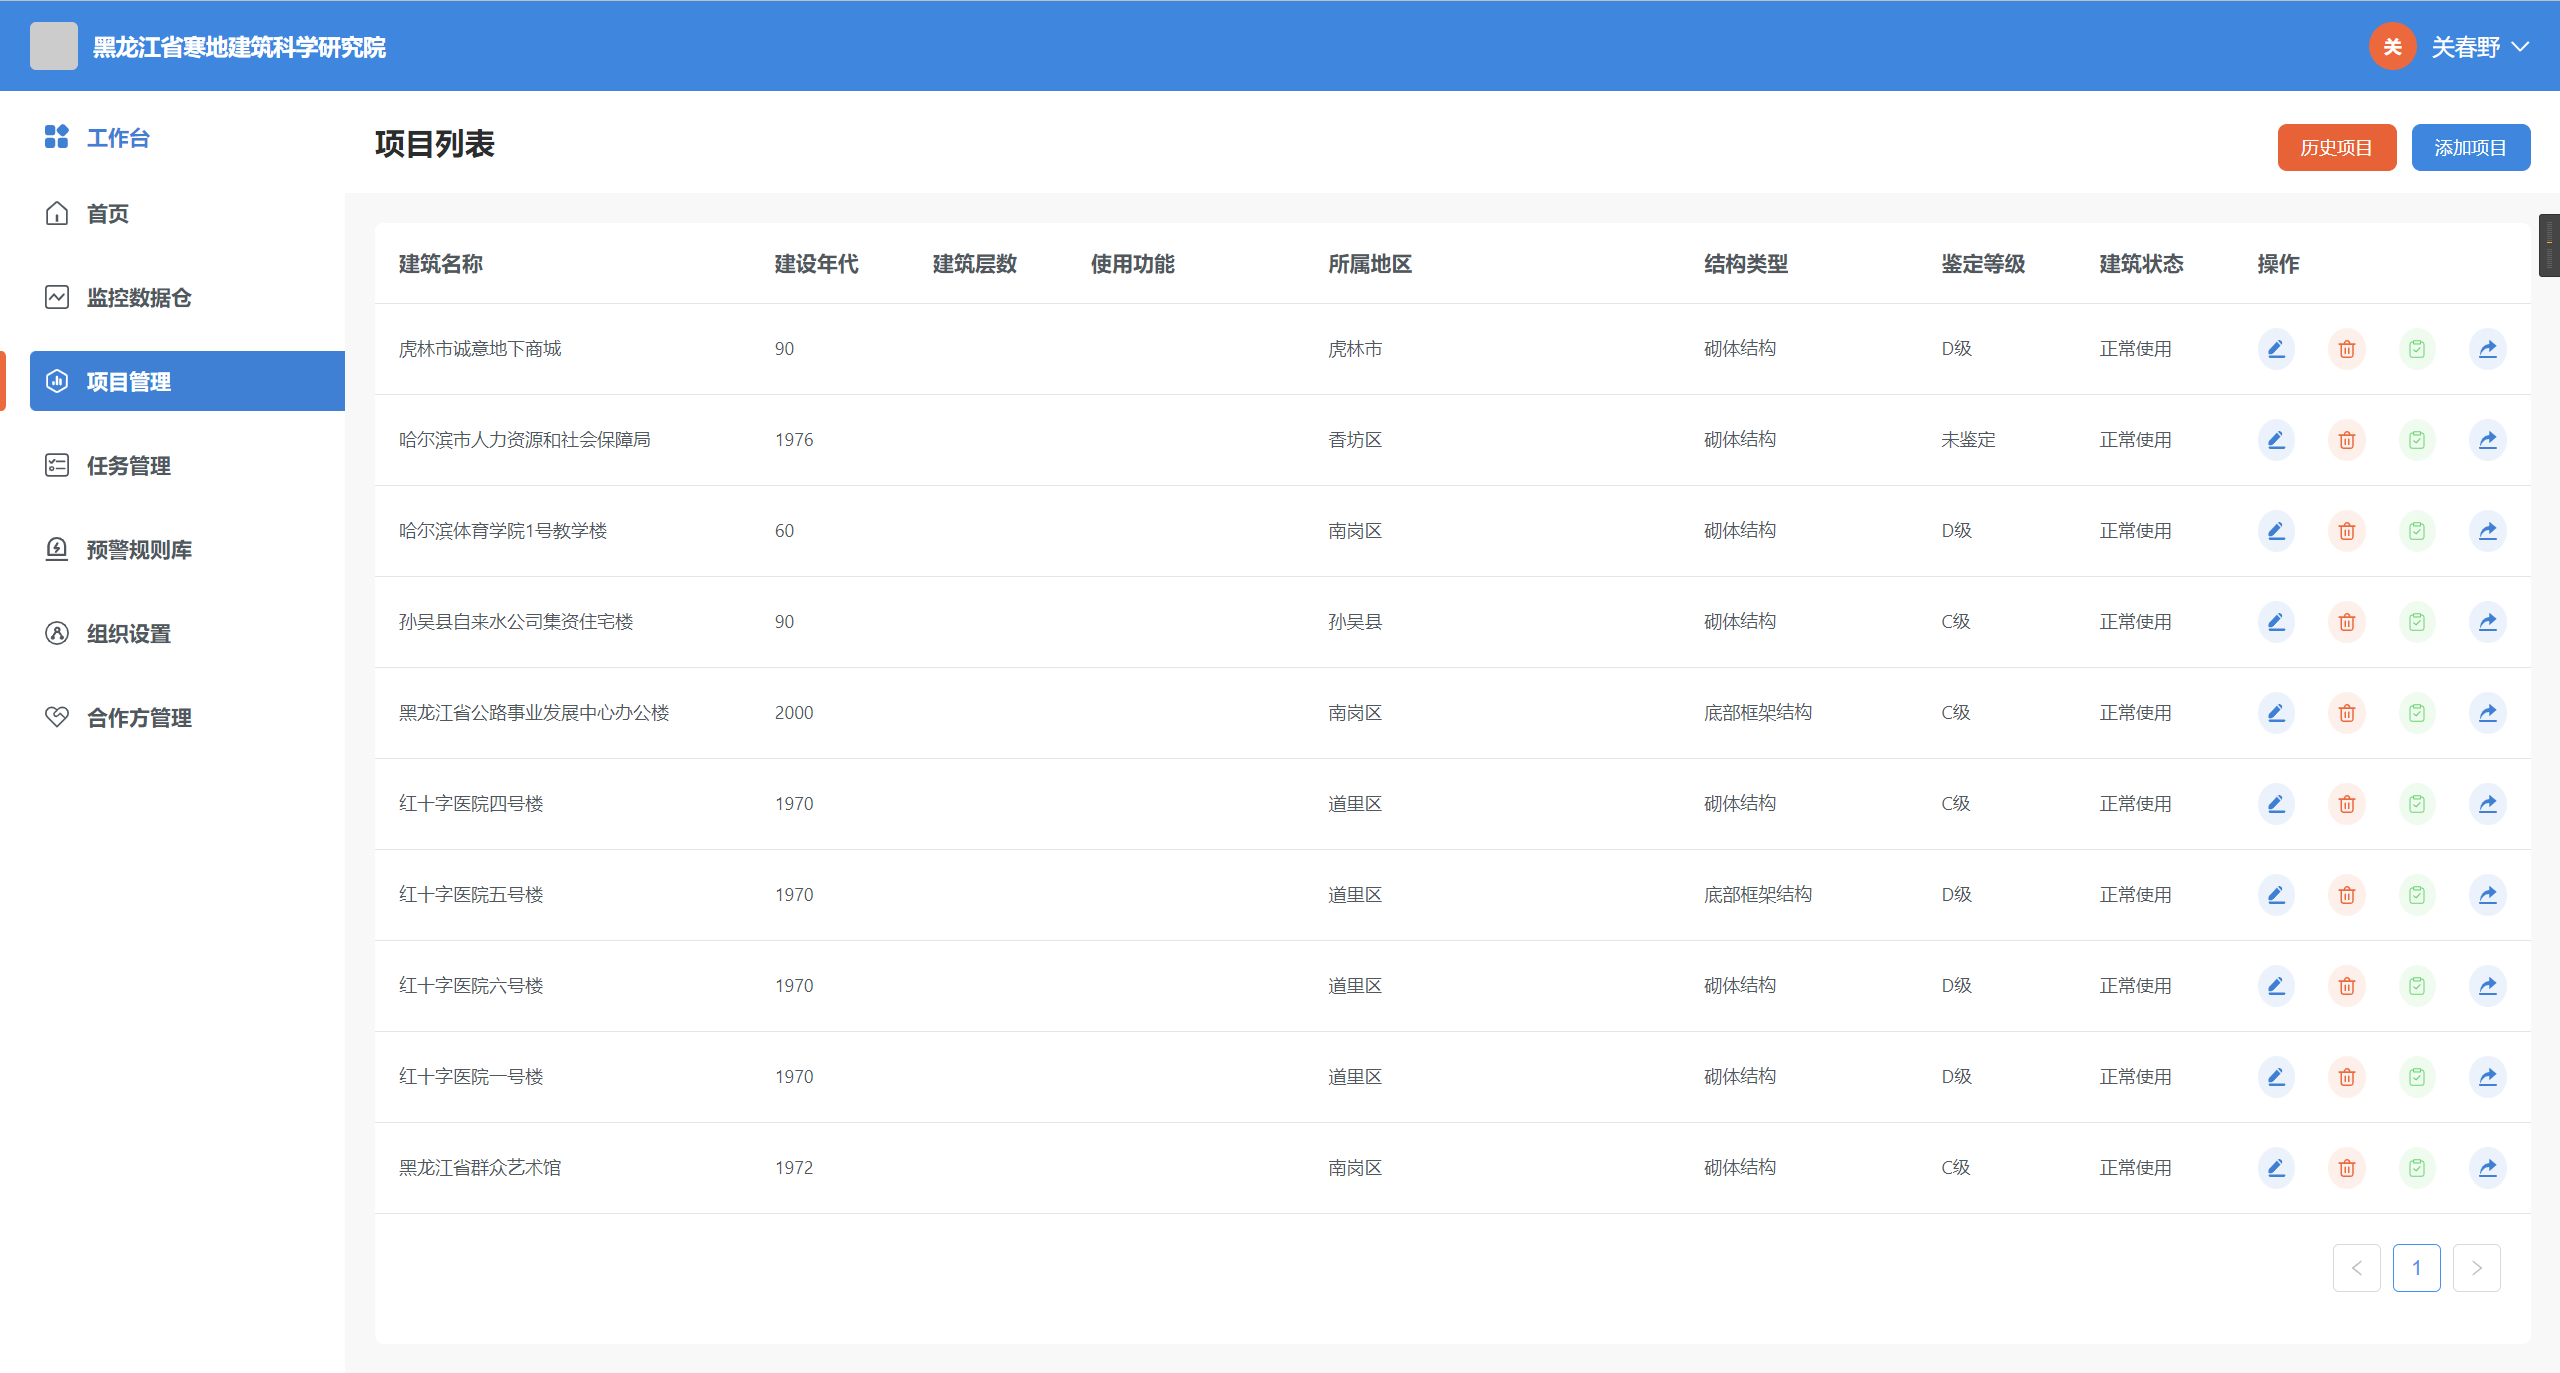 黑龙江省寒地建筑科学研究院
关 关春野
工作台
首页
监控数据仓
项目管理
任务管理
预警规则库
组织设置
合作方管理
项目列表
历史项目 添加项目
建筑名称 建设年代 建筑层数 使用功能 所属地区 结构类型 鉴定等级 建筑状态 操作
虎林市诚意地下商城 90 虎林市 砌体结构 D级 正常使用
哈尔滨市人力资源和社会保障局 1976 香坊区 砌体结构 未鉴定 正常使用
哈尔滨体育学院1号教学楼 60 南岗区 砌体结构 D级 正常使用
孙吴县自来水公司集资住宅楼 90 孙吴县 砌体结构 C级 正常使用
黑龙江省公路事业发展中心办公楼 2000 南岗区 底部框架结构 C级 正常使用
红十字医院四号楼 1970 道里区 砌体结构 C级 正常使用
红十字医院五号楼 1970 道里区 底部框架结构 D级 正常使用
红十字医院六号楼 1970 道里区 砌体结构 D级 正常使用
红十字医院一号楼 1970 道里区 砌体结构 D级 正常使用
黑龙江省群众艺术馆 1972 南岗区 砌体结构 C级 正常使用
1